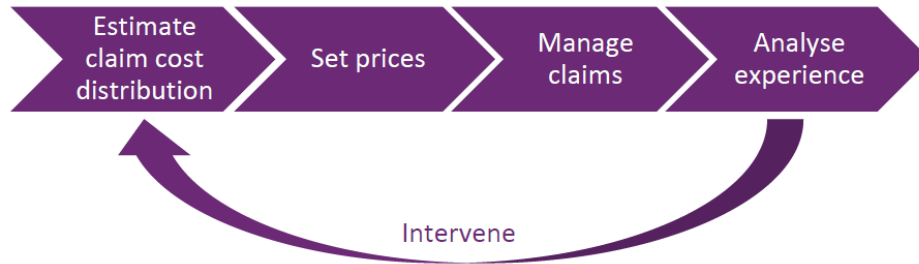 Estimate
claim cost
distribution
Set prices
Manage
claims
Analyse
experience
Intervene